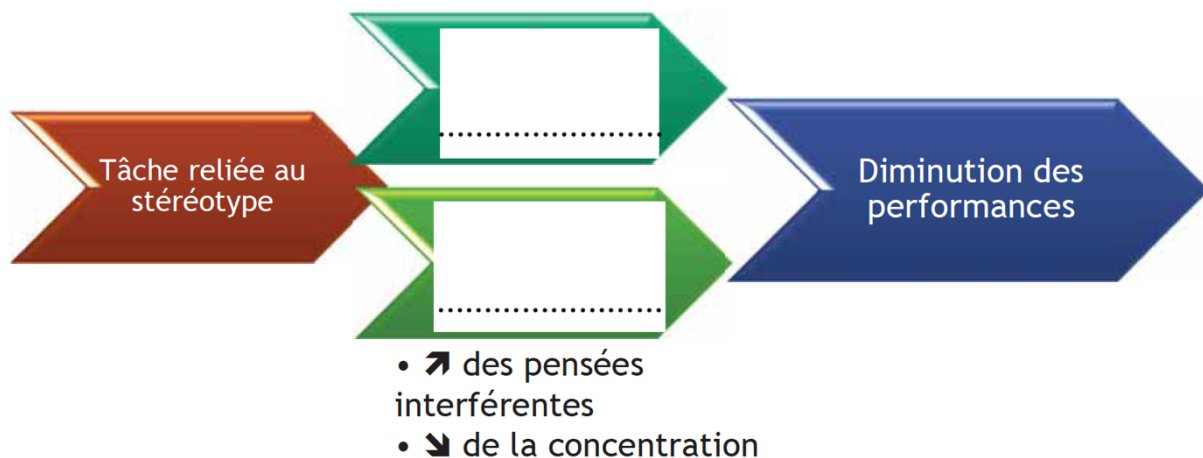 Tâche reliée au
stéréotype
........................
........................
Diminution des
performances
• ↗ des pensées
interférentes
• ↘ de la concentration